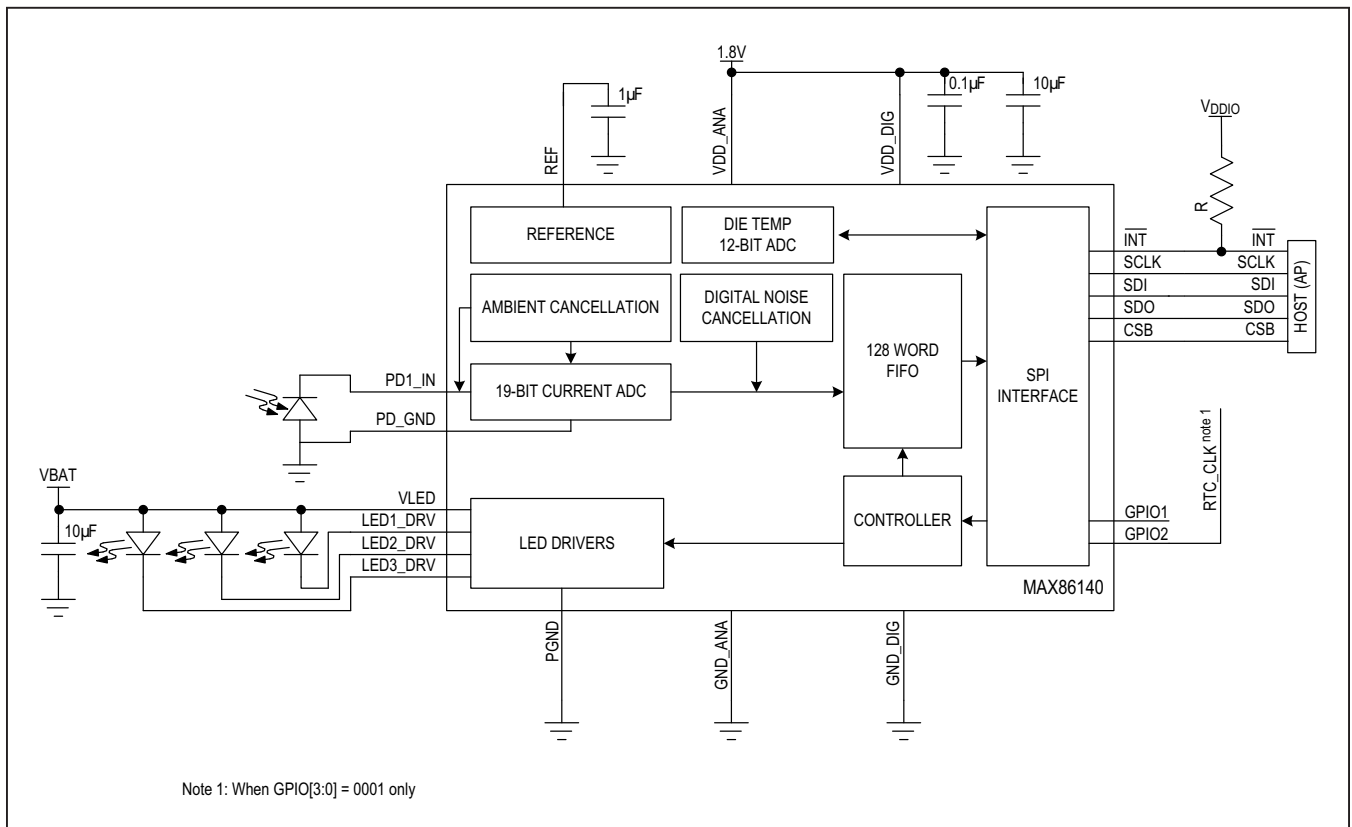 1.8V
1µF
0.1µF
10µF
VDDIO
REF
VDD_ANA
VDD_DIG
R
REFERENCE
DIE TEMP
12-BIT ADC
AMBIENT CANCELLATION
DIGITAL NOISE
CANCELLATION
19-BIT CURRENT ADC
128 WORD
FIFO
SPI
INTERFACE
INT
SCLK
SDI
SDO
CSB
INT
SCLK
SDI
SDO
CSB
HOST (AP)
PD1_IN
PD_GND
VBAT
10µF
VLED
LED1_DRV
LED2_DRV
LED3_DRV
LED DRIVERS
CONTROLLER
GPIO1
GPIO2
RTC_CLK note 1
MAX86140
PGND
GND_ANA
GND_DIG
Note 1: When GPIO[3:0] = 0001 only